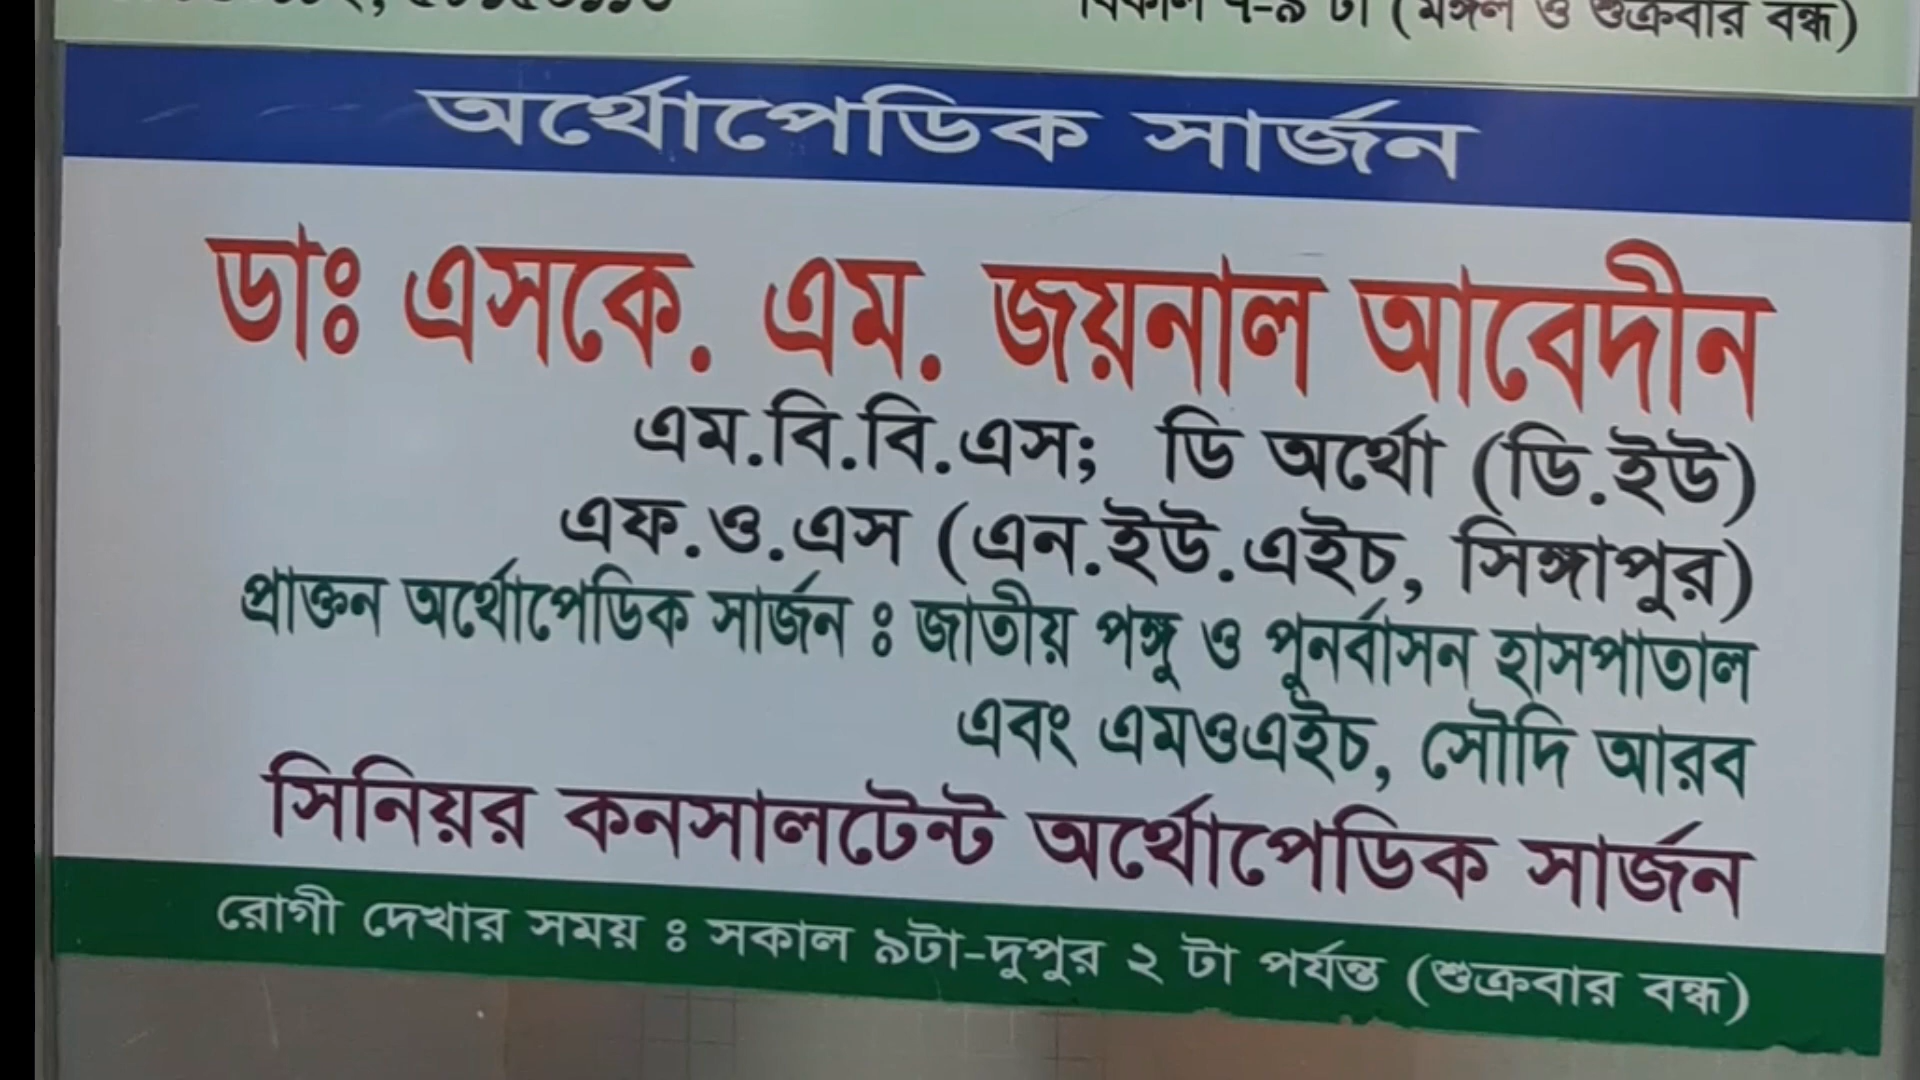 বিকাল ৭-৯ টা (মঙ্গল ও শুক্রবার বন্ধ)
অর্থোপেডিক সার্জন
ডাঃ এসকে. এম. জয়নাল আবেদীন
এম.বি.বি.এস; ডি অর্থো (ডি.ইউ)
এফ.ও.এস (এন.ইউ.এইচ, সিঙ্গাপুর)
প্রাক্তন অর্থোপেডিক সার্জন : জাতীয় পঙ্গু ও পুনর্বাসন হাসপাতাল
এবং এমওএইচ, সৌদি আরব
সিনিয়র কনসালটেন্ট অর্থোপেডিক সার্জন
রোগী দেখার সময় : সকাল ৯টা-দুপুর ২ টা পর্যন্ত (শুক্রবার বন্ধ)